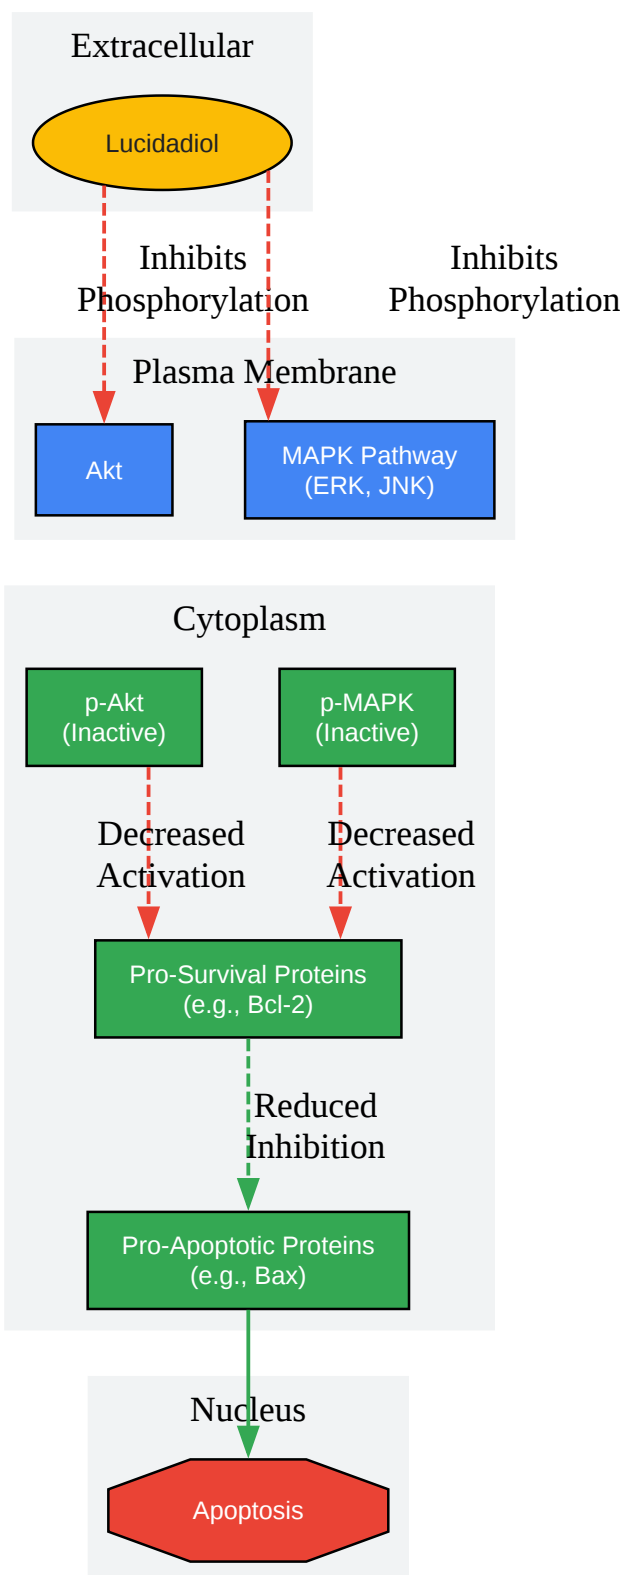 Extracellular
Lucidadiol
Inhibits
Phosphorylation
Inhibits
Phosphorylation
Plasma Membrane
Akt
MAPK Pathway
(ERK, JNK)
Cytoplasm
p-Akt
(Inactive)
p-MAPK
(Inactive)
Decreased
Activation
Decreased
Activation
Pro-Survival Proteins
(e.g., Bcl-2)
Reduced
Inhibition
Pro-Apoptotic Proteins
(e.g., Bax)
Nucleus
Apoptosis